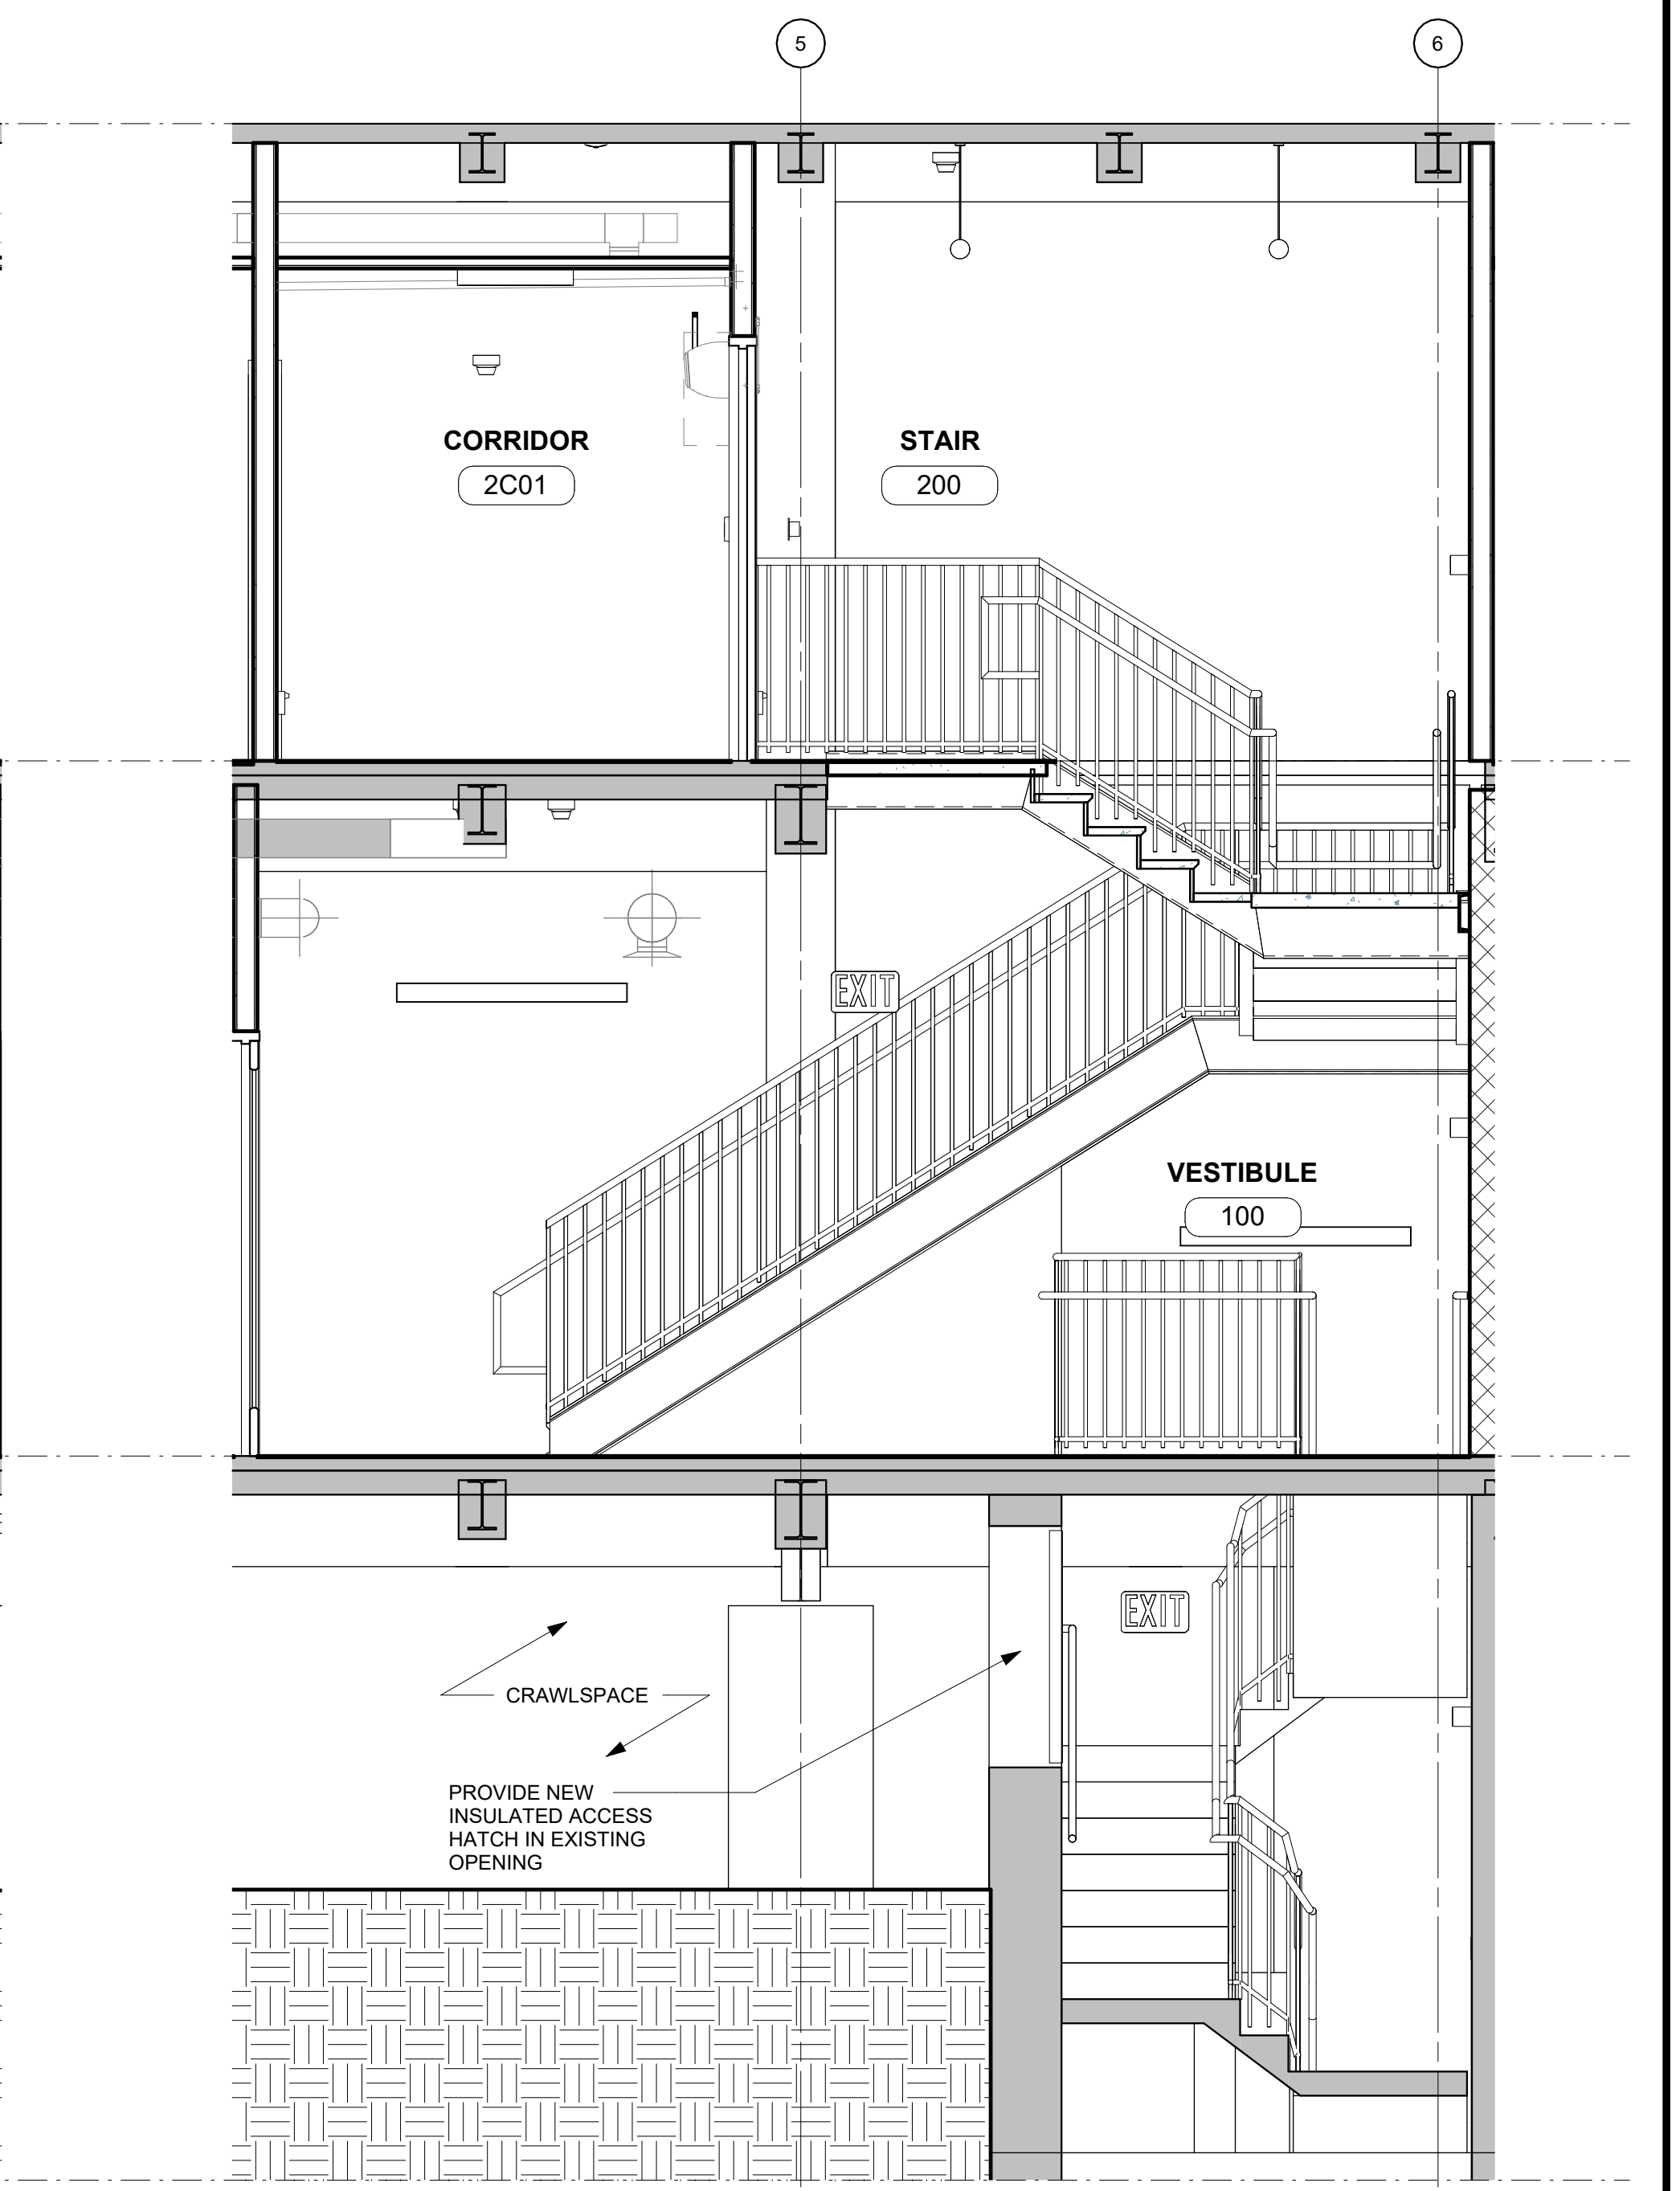 5
6
CORRIDOR
2C01
STAIR
200
EXIT
VESTIBULE
100
EXIT
CRAWLSPACE
PROVIDE NEW
INSULATED ACCESS
HATCH IN EXISTING
OPENING